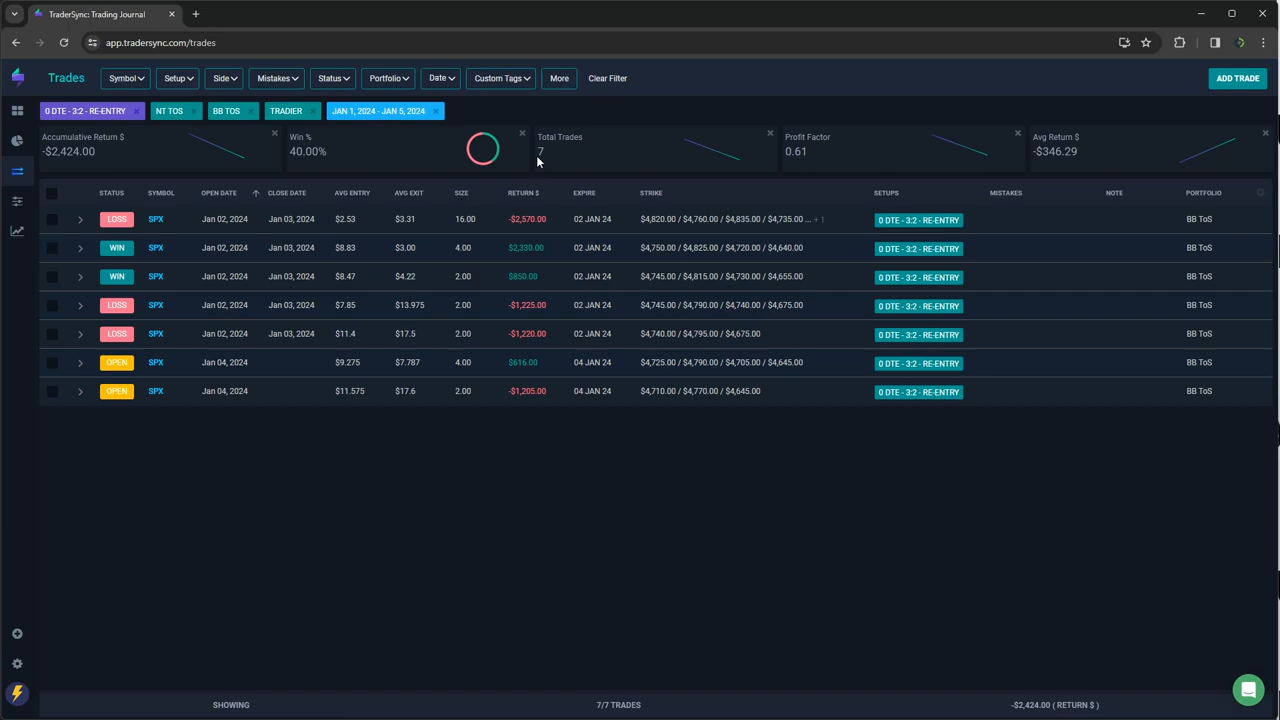 TraderSync: Trading Journal
app.tradersync.com/trades
Trades Symbol Setup Side Mistakes Status Portfolio Date Custom Tags More Clear Filter ADD TRADE
0 DTE - 3:2 - RE-ENTRY × NT TOS × BB TOS × TRADIER × JAN 1, 2024 - JAN 5, 2024 ×
Accumulative Return $ Win % Total Trades Profit Factor Avg Return $
-$2,424.00 40.00% 7 0.61 -$346.29
STATUS SYMBOL OPEN DATE CLOSE DATE AVG ENTRY AVG EXIT SIZE RETURN $ EXPIRE STRIKE SETUPS MISTAKES NOTE PORTFOLIO
LOSS SPX Jan 02, 2024 Jan 03, 2024 $2.53 $3.31 16.00 -$2,570.00 02 JAN 24 $4,820.00 / $4,760.00 / $4,835.00 / $4,735.00 ... + 1 0 DTE - 3:2 - RE-ENTRY BB ToS
WIN SPX Jan 02, 2024 Jan 03, 2024 $8.83 $3.00 4.00 $2,330.00 02 JAN 24 $4,750.00 / $4,825.00 / $4,720.00 / $4,640.00 0 DTE - 3:2 - RE-ENTRY BB ToS
WIN SPX Jan 02, 2024 Jan 03, 2024 $8.47 $4.22 2.00 $850.00 02 JAN 24 $4,745.00 / $4,815.00 / $4,730.00 / $4,655.00 0 DTE - 3:2 - RE-ENTRY BB ToS
LOSS SPX Jan 02, 2024 Jan 03, 2024 $7.85 $13.975 2.00 -$1,225.00 02 JAN 24 $4,745.00 / $4,790.00 / $4,740.00 / $4,675.00 0 DTE - 3:2 - RE-ENTRY BB ToS
LOSS SPX Jan 02, 2024 Jan 03, 2024 $11.4 $17.5 2.00 -$1,220.00 02 JAN 24 $4,740.00 / $4,795.00 / $4,675.00 0 DTE - 3:2 - RE-ENTRY BB ToS
OPEN SPX Jan 04, 2024 $9.275 $7.787 4.00 $616.00 04 JAN 24 $4,725.00 / $4,790.00 / $4,705.00 / $4,645.00 0 DTE - 3:2 - RE-ENTRY BB ToS
OPEN SPX Jan 04, 2024 $11.575 $17.6 2.00 -$1,205.00 04 JAN 24 $4,710.00 / $4,770.00 / $4,645.00 0 DTE - 3:2 - RE-ENTRY BB ToS
SHOWING 7/7 TRADES -$2,424.00 ( RETURN $ )